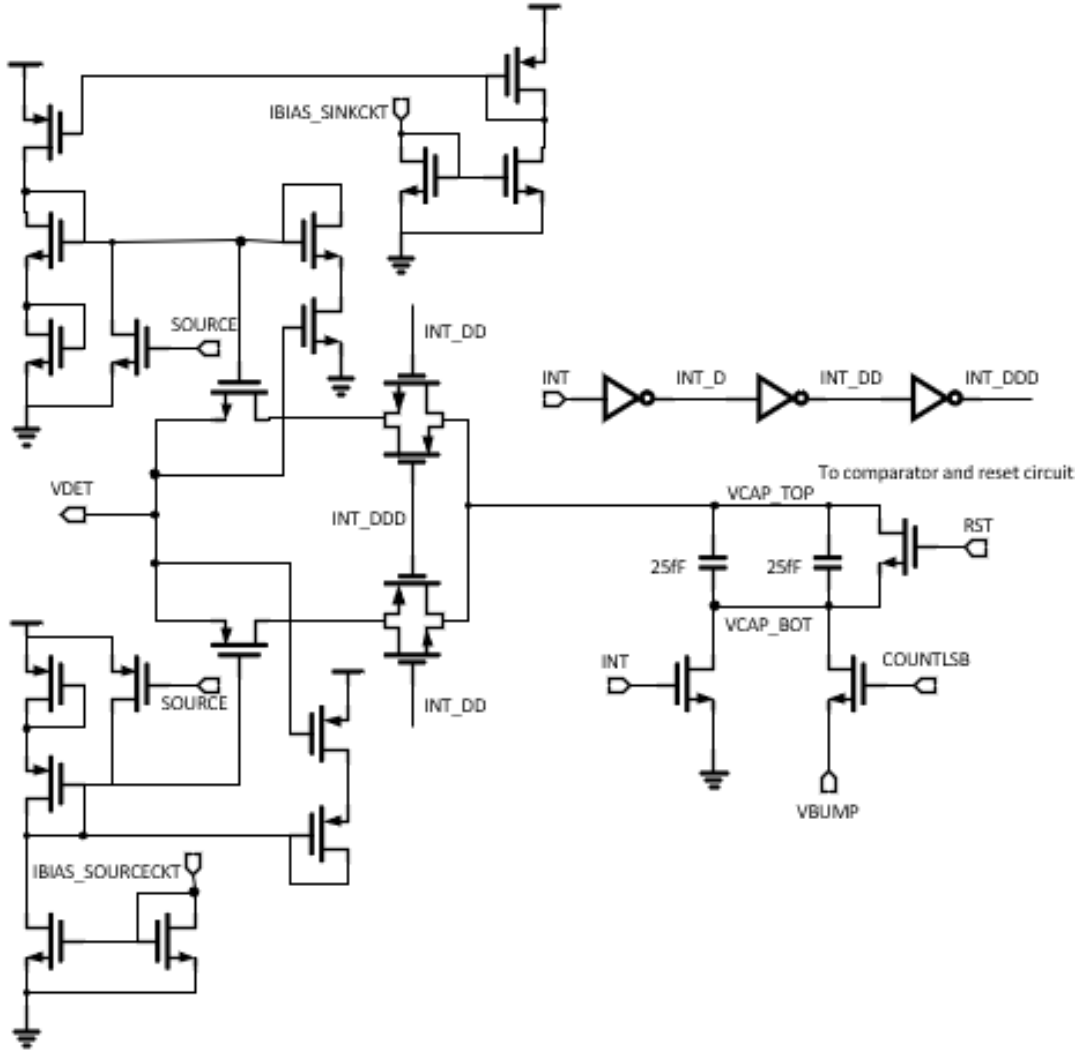 IBIAS_SINKCKT
SOURCE
INT_DD
INT
INT_D
INT_DD
INT_DDD
To comparator and reset circuit
VDET
VCAP_TOP
INT_DDD
RST
25fF
25fF
VCAP_BOT
INT
COUNTLSB
SOURCE
INT_DD
VBUMP
IBIAS_SOURCECKT